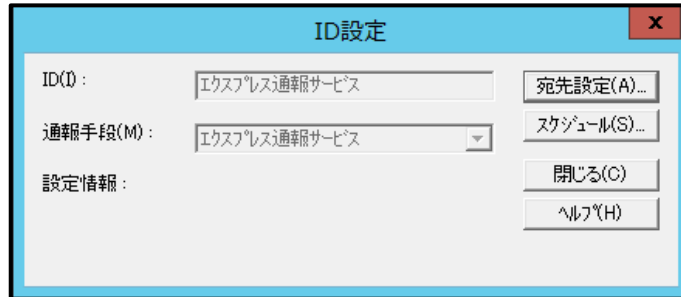 ID設定
x
ID(I) :
ｴｸｽﾌﾟﾚｽ通報ｻｰﾋﾞｽ
宛先設定(A)...
通報手段(M) :
ｴｸｽﾌﾟﾚｽ通報ｻｰﾋﾞｽ
ｽｹｼﾞｭｰﾙ(S)...
設定情報 :
閉じる(C)
ﾍﾙﾌﾟ(H)